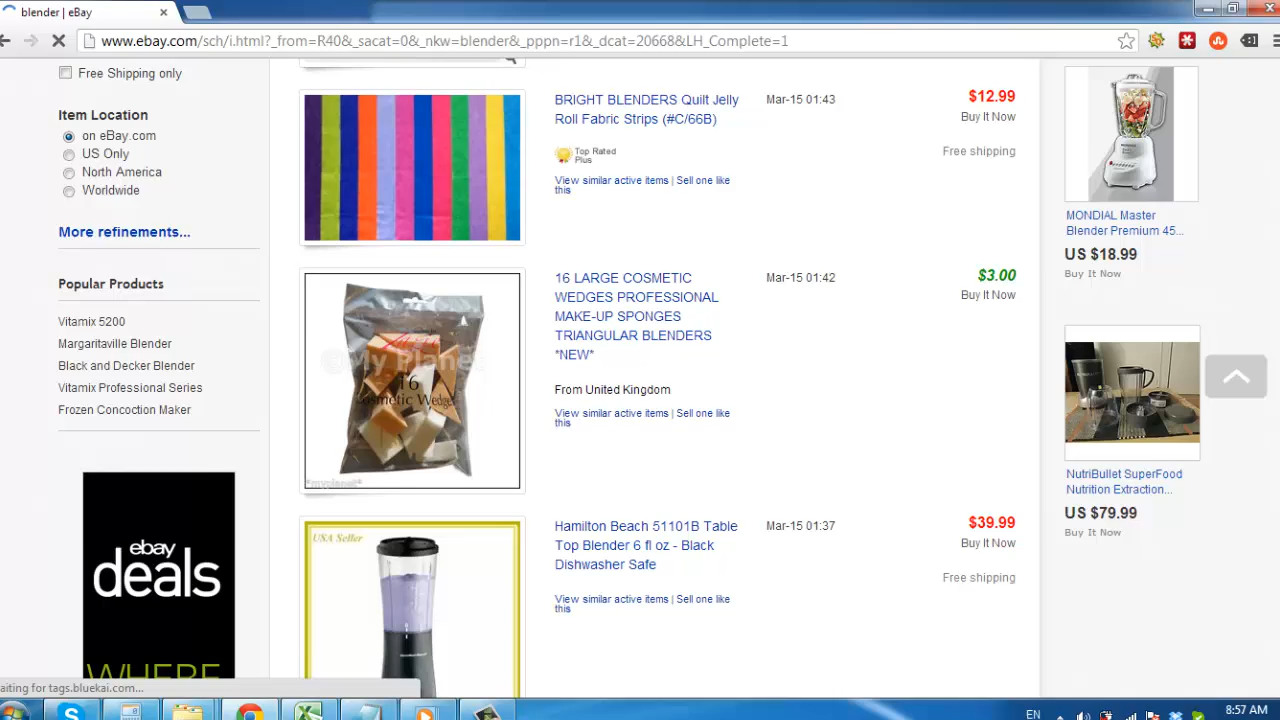 blender | eBay
www.ebay.com/sch/i.html?_from=R40&_sacat=0&_nkw=blender&_pppn=r1&_dcat=20668&LH_Complete=1
Free Shipping only
Item Location
on eBay.com
US Only
North America
Worldwide
More refinements...
Popular Products
Vitamix 5200
Margaritaville Blender
Black and Decker Blender
Vitamix Professional Series
Frozen Concoction Maker
ebay
deals
WHERE
aiting for tags.bluekai.com...
BRIGHT BLENDERS Quilt Jelly
Roll Fabric Strips (#C/66B)
Top Rated
Plus
View similar active items | Sell one like
this
Mar-15 01:43
$12.99
Buy It Now
Free shipping
16
Cosmetic Wedges
*myplanet*
16 LARGE COSMETIC
WEDGES PROFESSIONAL
MAKE-UP SPONGES
TRIANGULAR BLENDERS
*NEW*
From United Kingdom
View similar active items | Sell one like
this
Mar-15 01:42
$3.00
Buy It Now
USA Seller
Hamilton Beach 51101B Table
Top Blender 6 fl oz - Black
Dishwasher Safe
View similar active items | Sell one like
this
Mar-15 01:37
$39.99
Buy It Now
Free shipping
MONDIAL Master
Blender Premium 45...
US $18.99
Buy It Now
NutriBullet SuperFood
Nutrition Extraction...
US $79.99
Buy It Now
EN
8:57 AM